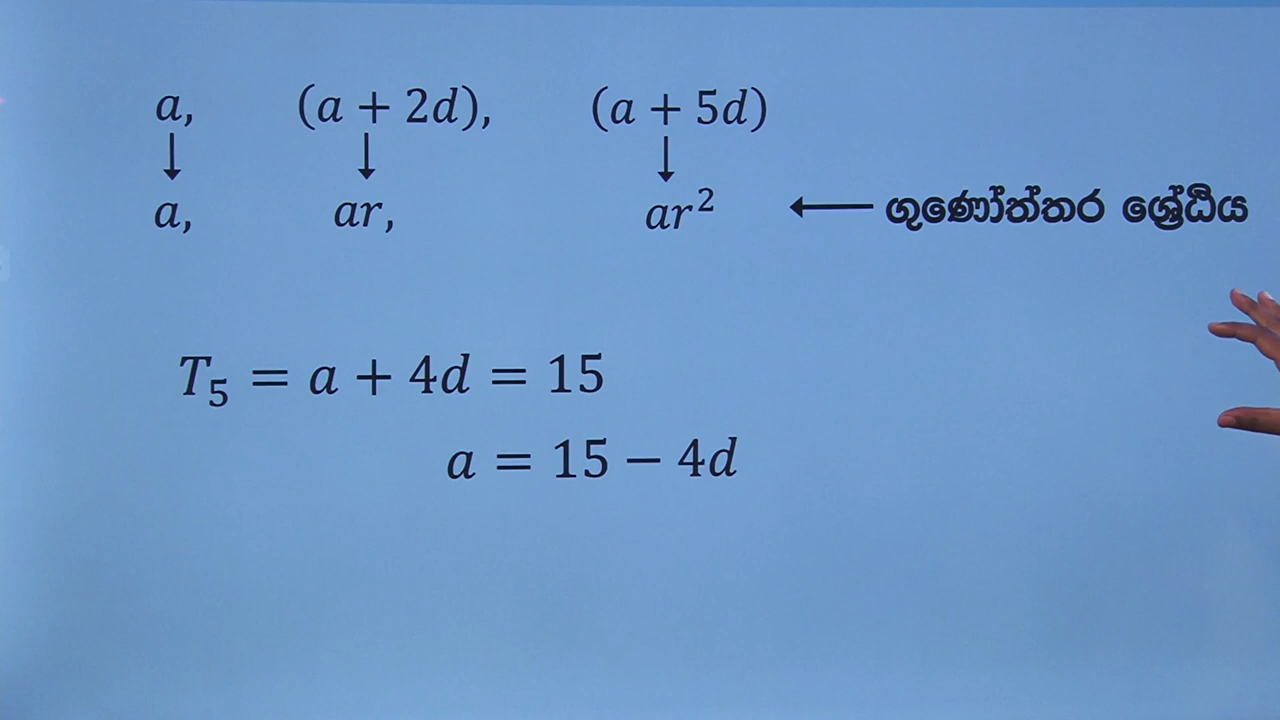 a, (a + 2d), (a + 5d)
↓ ↓ ↓
a, ar, ar² ← ගුණෝත්තර ශ්‍රේඪිය
T₅ = a + 4d = 15
a = 15 − 4d